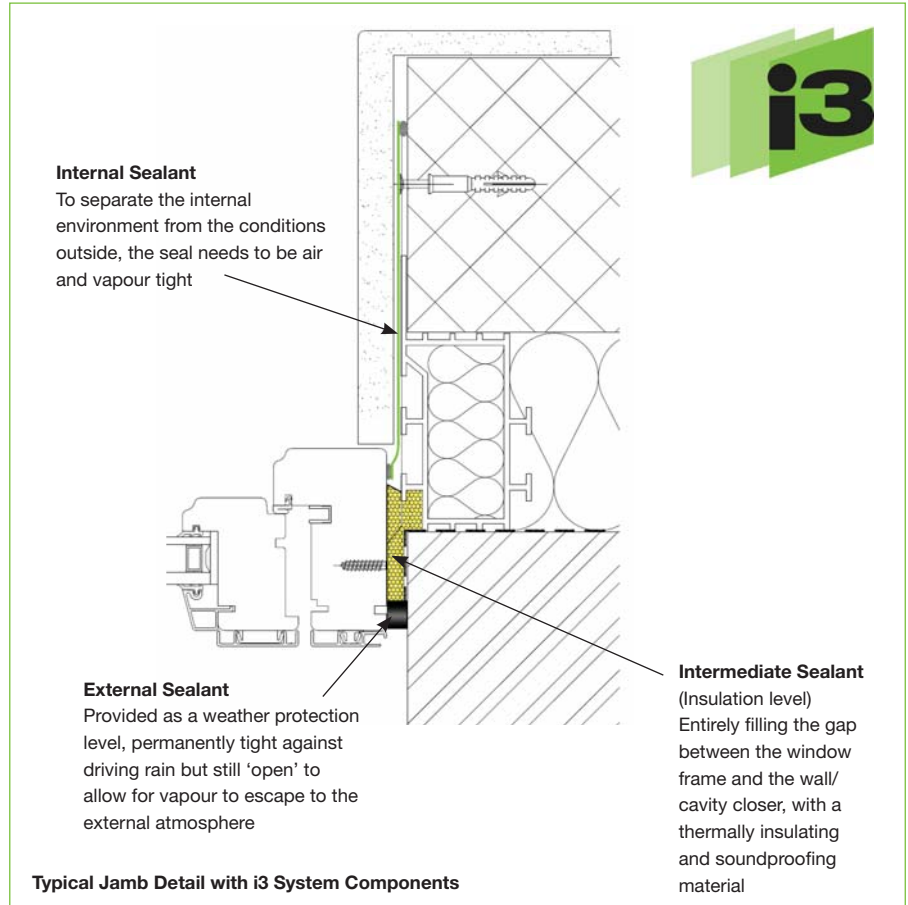 i3
Internal Sealant
To separate the internal
environment from the conditions
outside, the seal needs to be air
and vapour tight
External Sealant
Provided as a weather protection
level, permanently tight against
driving rain but still ‘open’ to
allow for vapour to escape to the
external atmosphere
Intermediate Sealant
(Insulation level)
Entirely filling the gap
between the window
frame and the wall/
cavity closer, with a
thermally insulating
and soundproofing
material
Typical Jamb Detail with i3 System Components